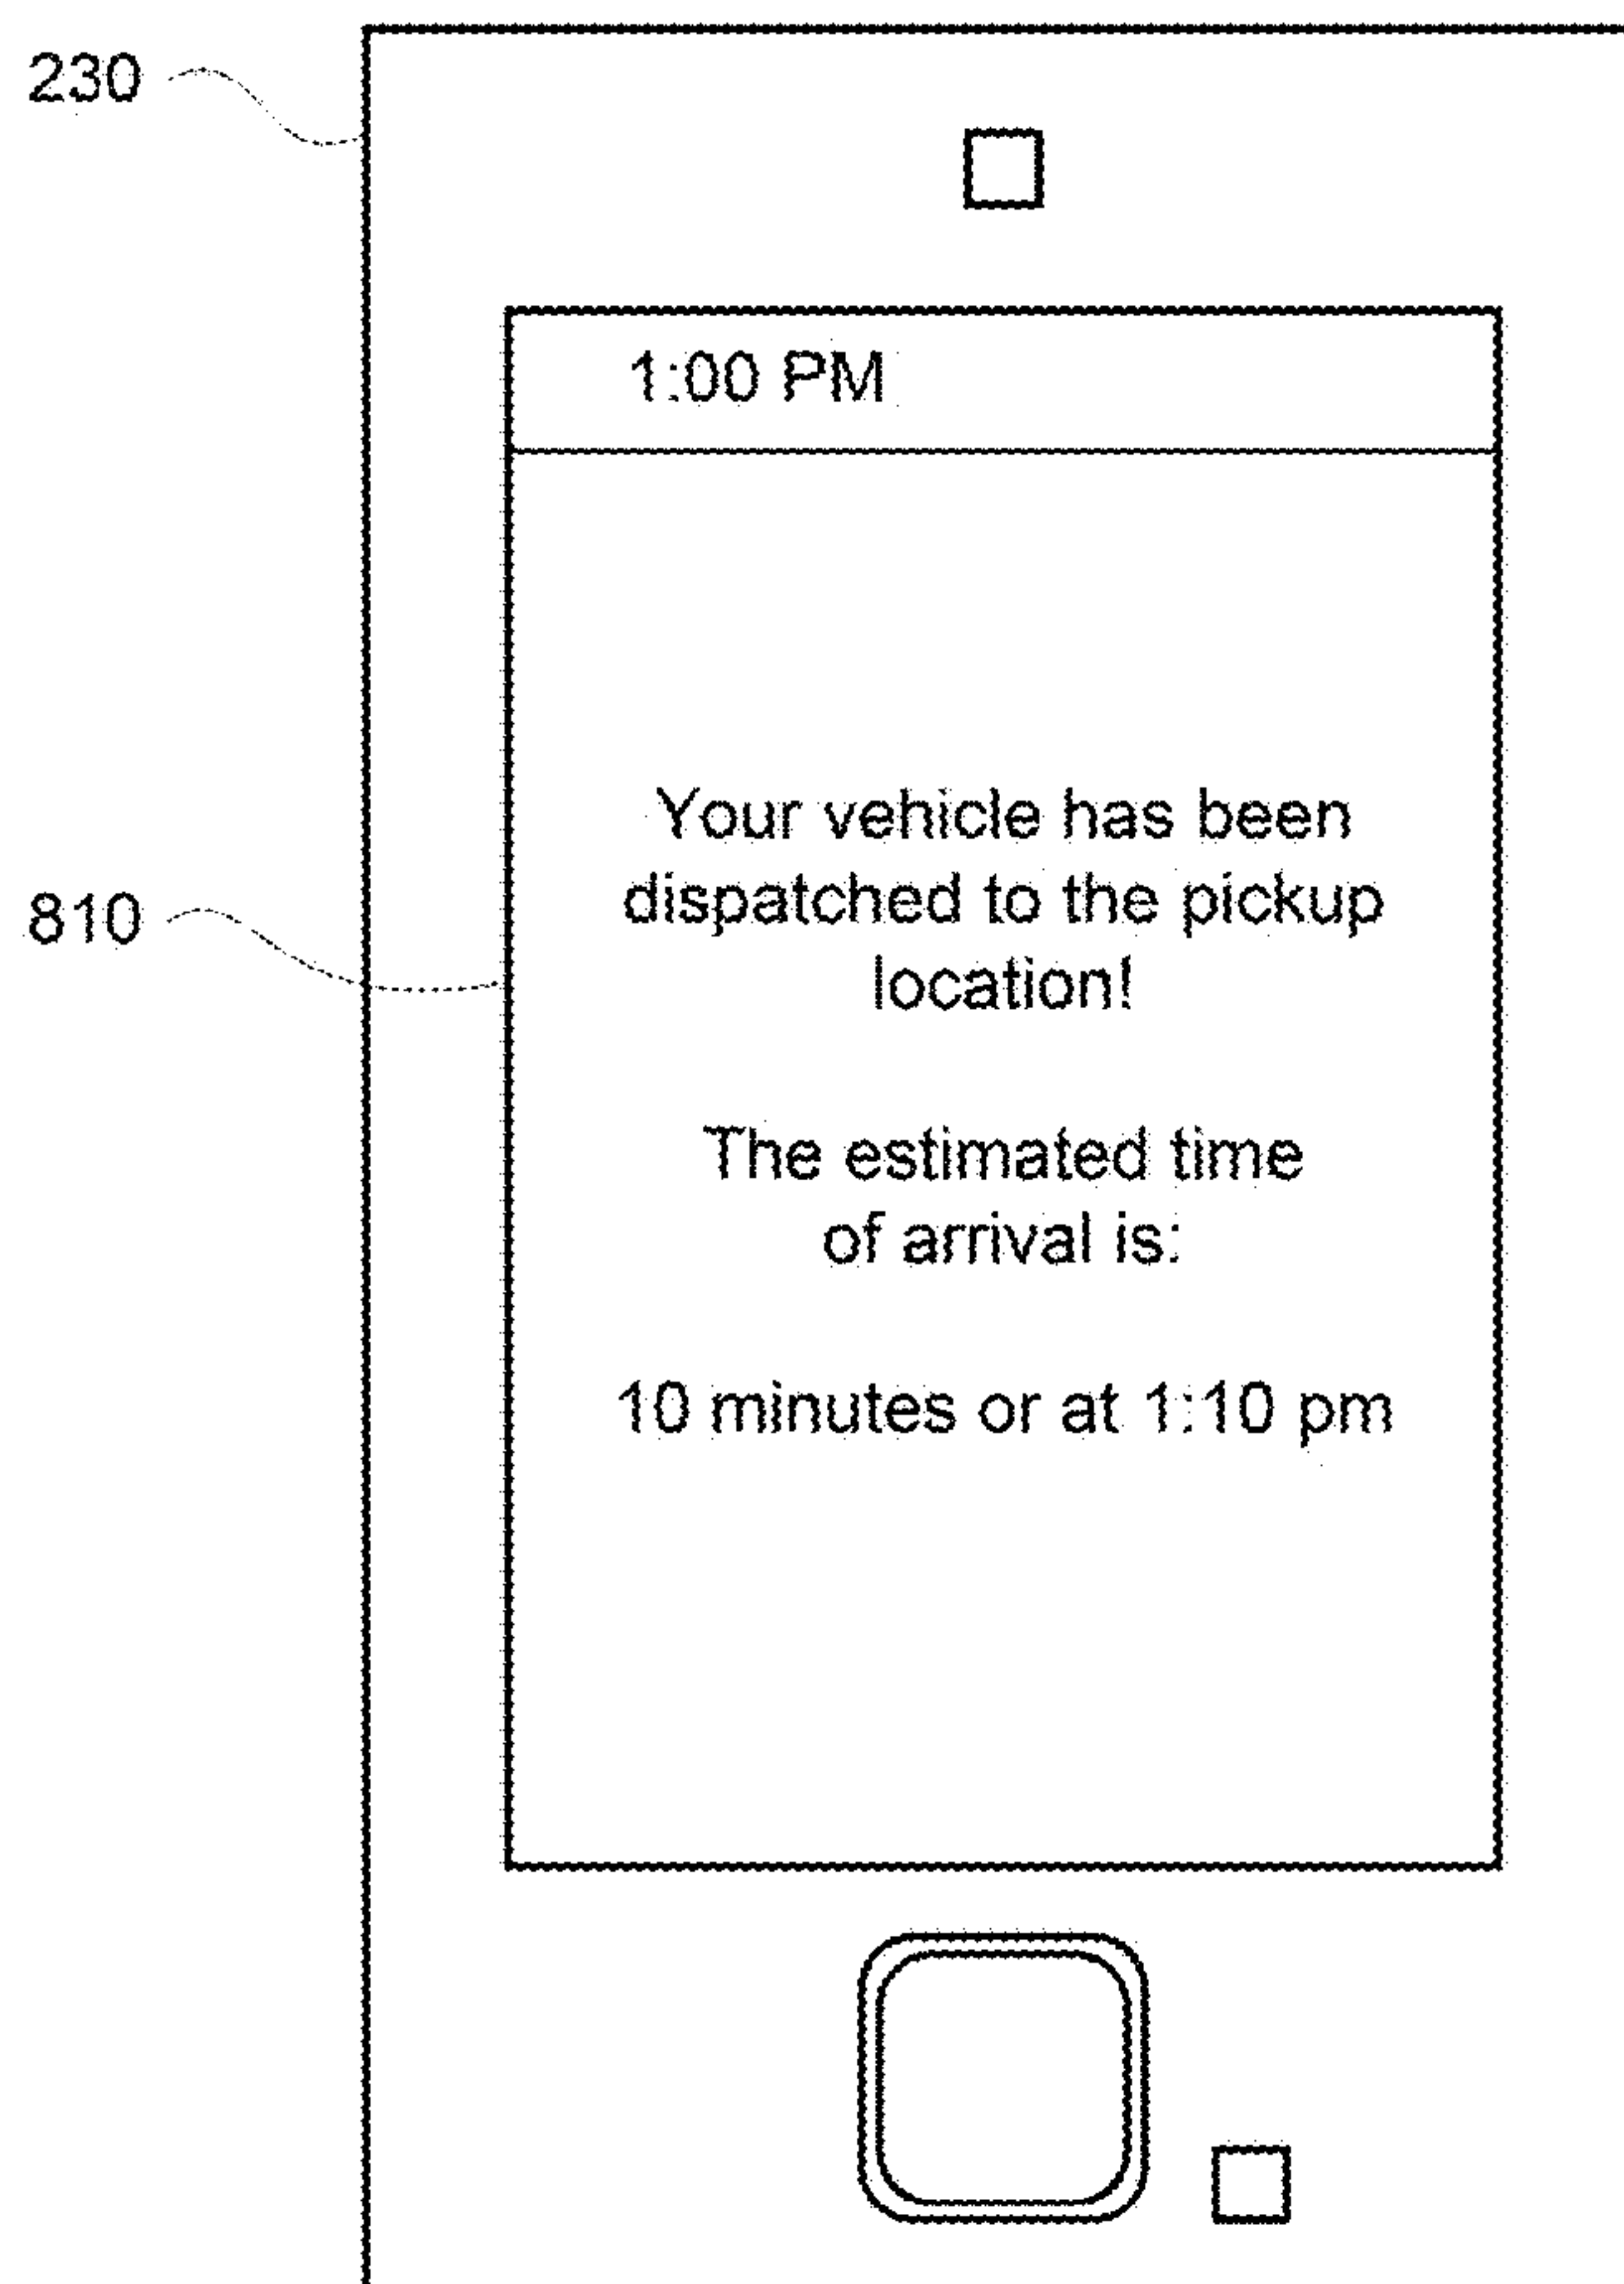 230
1:00 PM
810
Your vehicle has been
dispatched to the pickup
location!
The estimated time
of arrival is:
10 minutes or at 1:10 pm